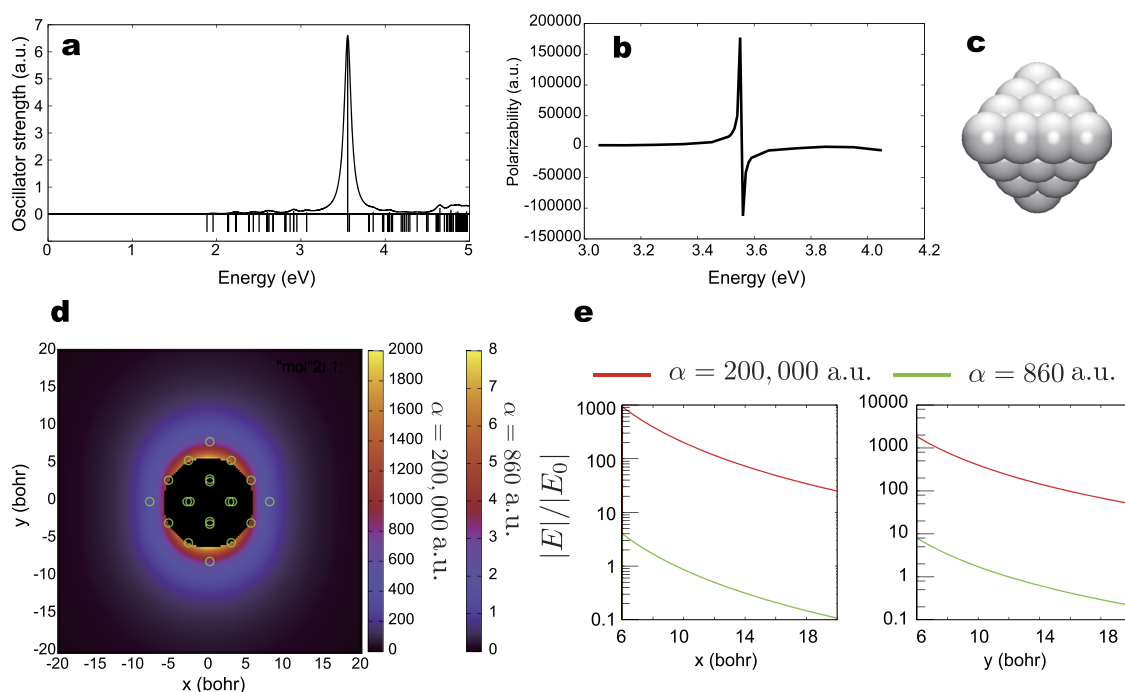 a
Oscillator strength (a.u.)
7
6
5
4
3
2
1
0
0 1 2 3 4 5
Energy (eV)
b
Polarizability (a.u.)
200000
150000
100000
50000
0
-50000
-100000
-150000
3.0 3.2 3.4 3.6 3.8 4.0 4.2
Energy (eV)
c
d
"mol"2i 1:
y (bohr)
20
15
10
5
0
-5
-10
-15
-20
-20 -15 -10 -5 0 5 10 15 20
x (bohr)
2000
1800
1600
1400
1200
1000
800
600
400
200
0
α = 200,000 a.u.
8
7
6
5
4
3
2
1
0
α = 860 a.u.
e
α = 200, 000 a.u. α = 860 a.u.
|E|/|E⁰|
1000
100
10
1
0.1
6 10 14 18
x (bohr)
10000
1000
100
10
1
0.1
6 10 14 18
y (bohr)